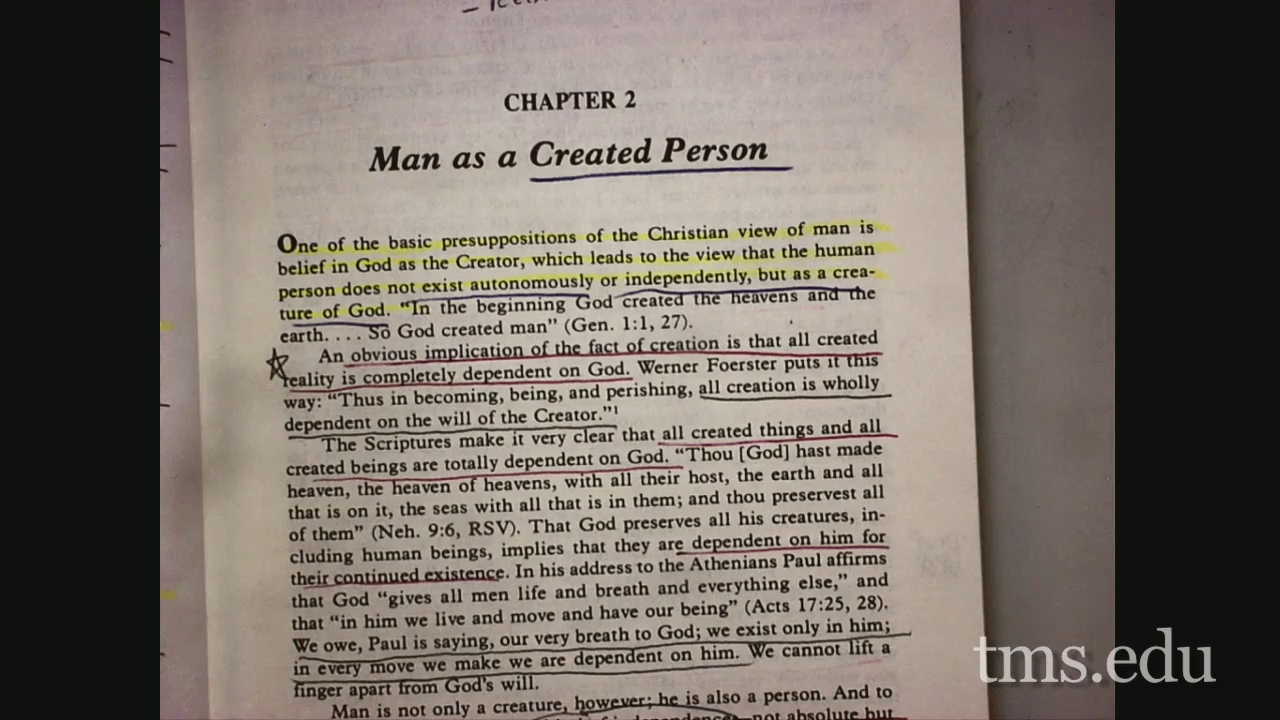 CHAPTER 2
Man as a Created Person
One of the basic presuppositions of the Christian view of man is
belief in God as the Creator, which leads to the view that the human
person does not exist autonomously or independently, but as a crea-
ture of God. “In the beginning God created the heavens and the
earth. . . . So God created man” (Gen. 1:1, 27).
An obvious implication of the fact of creation is that all created
reality is completely dependent on God. Werner Foerster puts it this
way: “Thus in becoming, being, and perishing, all creation is wholly
dependent on the will of the Creator.”1
The Scriptures make it very clear that all created things and all
created beings are totally dependent on God. “Thou [God] hast made
heaven, the heaven of heavens, with all their host, the earth and all
that is on it, the seas with all that is in them; and thou preservest all
of them” (Neh. 9:6, RSV). That God preserves all his creatures, in-
cluding human beings, implies that they are dependent on him for
their continued existence. In his address to the Athenians Paul affirms
that God “gives all men life and breath and everything else,” and
that “in him we live and move and have our being” (Acts 17:25, 28).
We owe, Paul is saying, our very breath to God; we exist only in him;
in every move we make we are dependent on him. We cannot lift a
finger apart from God's will.
Man is not only a creature, however; he is also a person. And to
not absolute but
tms.edu